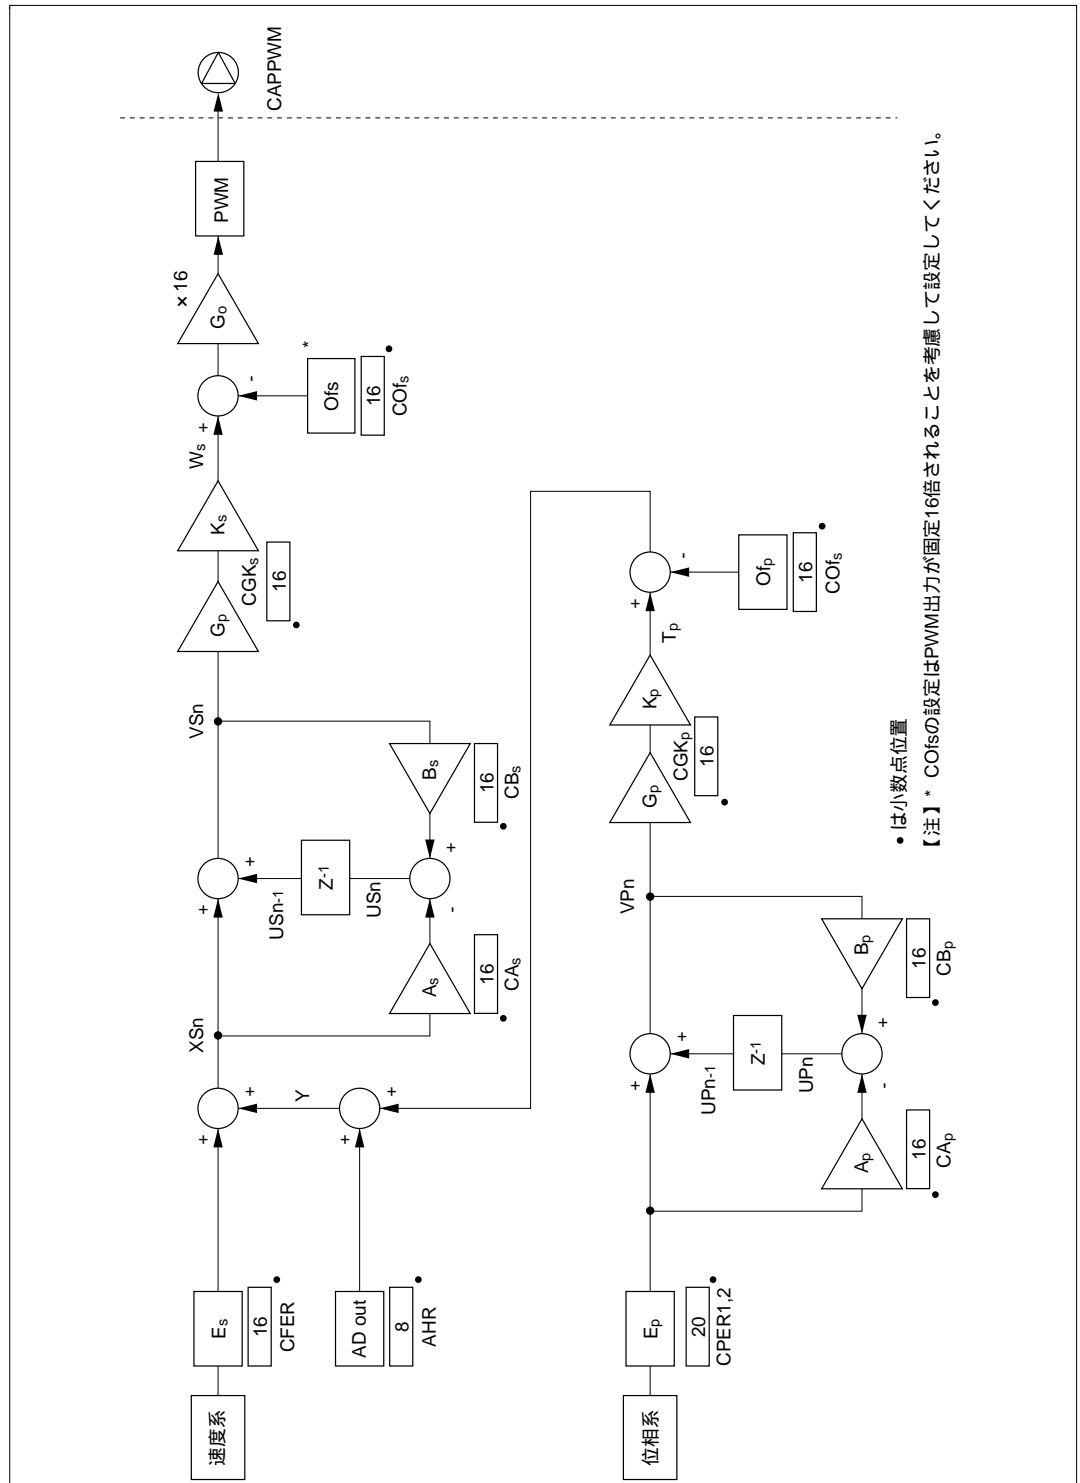 速度系
Es
16
CFER
AD out
8
AHR
+
+
Y
+
+
XSn
As
16
CAs
+
+
USn-1
Z-1
USn
-
+
Bs
16
CBs
VSn
Gp
CGKs
16
Ks
Ws
+
-
Ofs
*
16
COfs
Go
×16
PWM
CAPPWM
位相系
Ep
20
CPER1,2
Ap
16
CAp
+
+
UPn-1
Z-1
UPn
-
+
Bp
16
CBp
VPn
Gp
CGKp
16
Kp
Tp
+
-
Ofp
16
COfs
●は小数点位置
【注】* COfsの設定はPWM出力が固定16倍されることを考慮して設定してください。